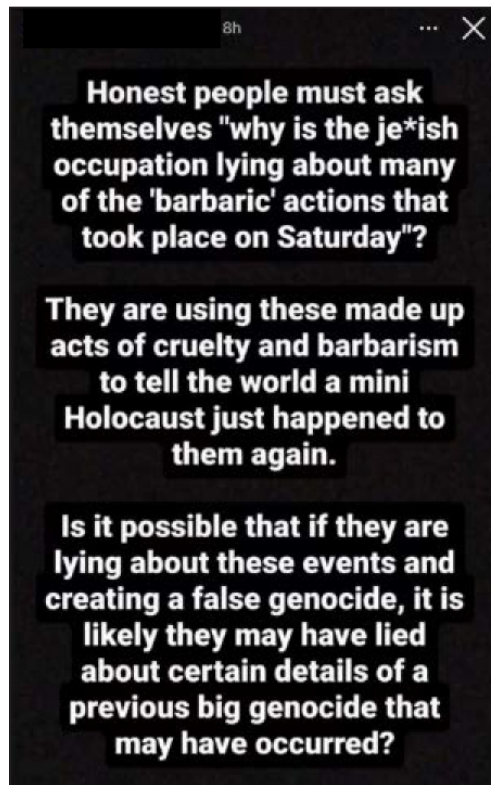 8h
Honest people must ask
themselves "why is the je*ish
occupation lying about many
of the 'barbaric' actions that
took place on Saturday"?
They are using these made up
acts of cruelty and barbarism
to tell the world a mini
Holocaust just happened to
them again.
Is it possible that if they are
lying about these events and
creating a false genocide, it is
likely they may have lied
about certain details of a
previous big genocide that
may have occurred?